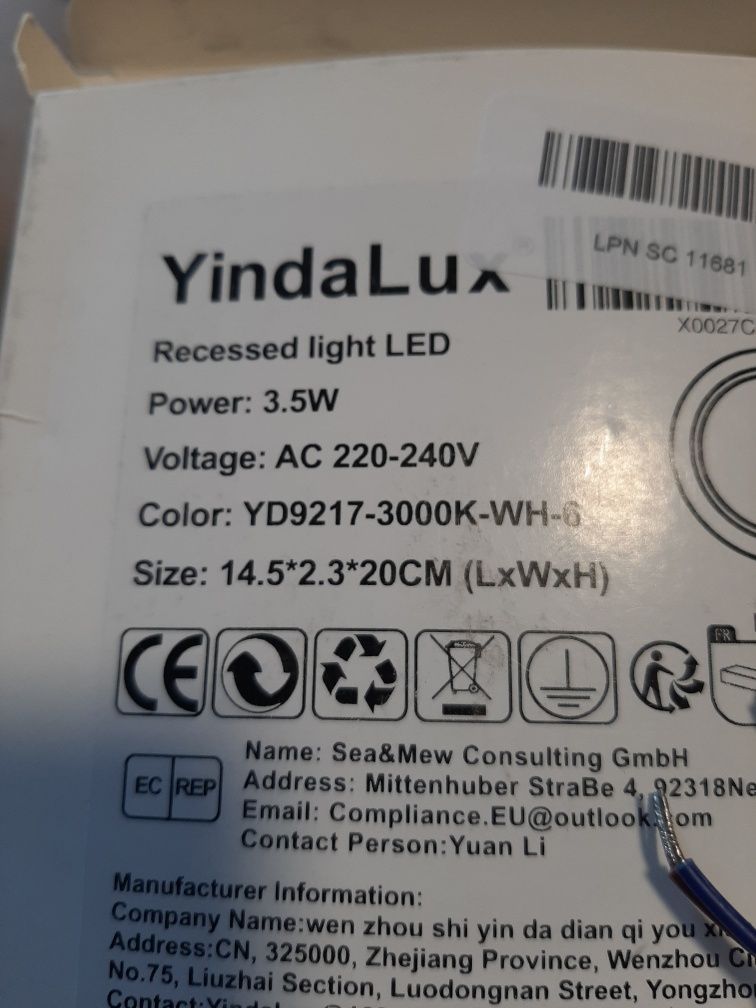 LPN SC 11681
X0027C
YindaLux®
Recessed light LED
Power: 3.5W
Voltage: AC 220-240V
Color: YD9217-3000K-WH-6
Size: 14.5*2.3*20CM (LxWxH)
CE
FR
EC REP
Name: Sea&Mew Consulting GmbH
Address: Mittenhuber StraBe 4, 92318Ne
Email: Compliance.EU@outlook.com
Contact Person:Yuan Li
Manufacturer Information:
Company Name:wen zhou shi yin da dian qi you
Address:CN, 325000, Zhejiang Province, Wenzhou
No.75, Liuzhai Section, Luodognan Street, Yongzho